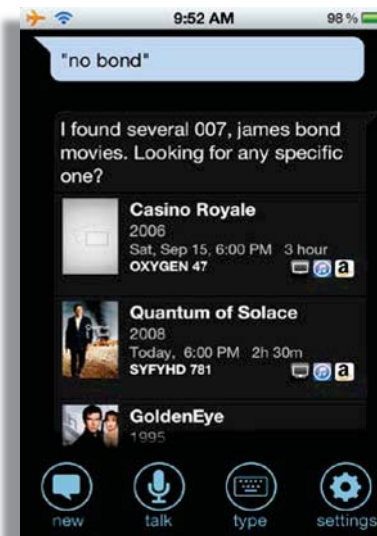 9:52 AM
98 %
"no bond"
I found several 007, james bond
movies. Looking for any specific
one?
Casino Royale
2006
Sat, Sep 15, 6:00 PM 3 hour
OXYGEN 47
a
Quantum of Solace
2008
Today, 6:00 PM 2h 30m
SYFYHD 781
a
GoldenEye
1995
new talk type settings